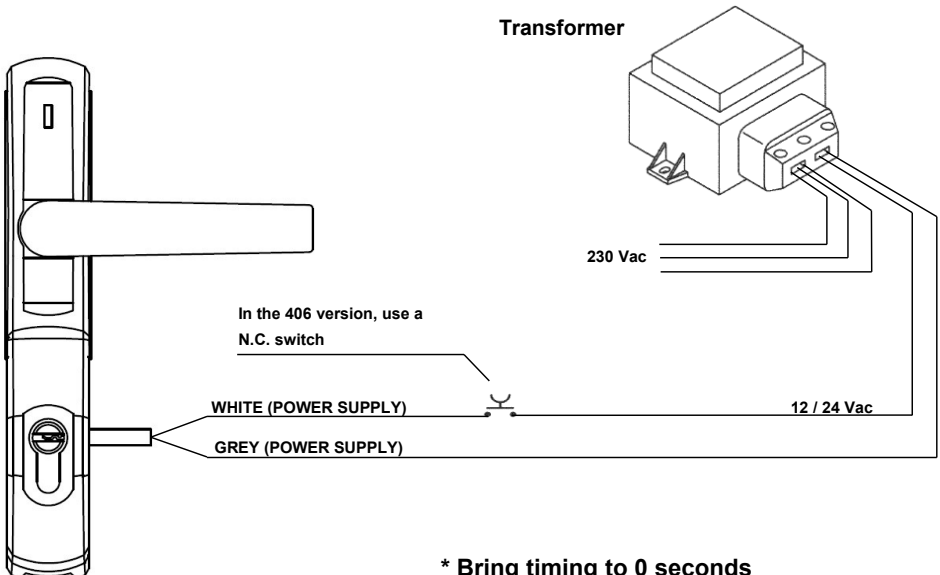 Transformer
230 Vac
In the 406 version, use a
N.C. switch
WHITE (POWER SUPPLY)
12 / 24 Vac
GREY (POWER SUPPLY)
* Bring timing to 0 seconds